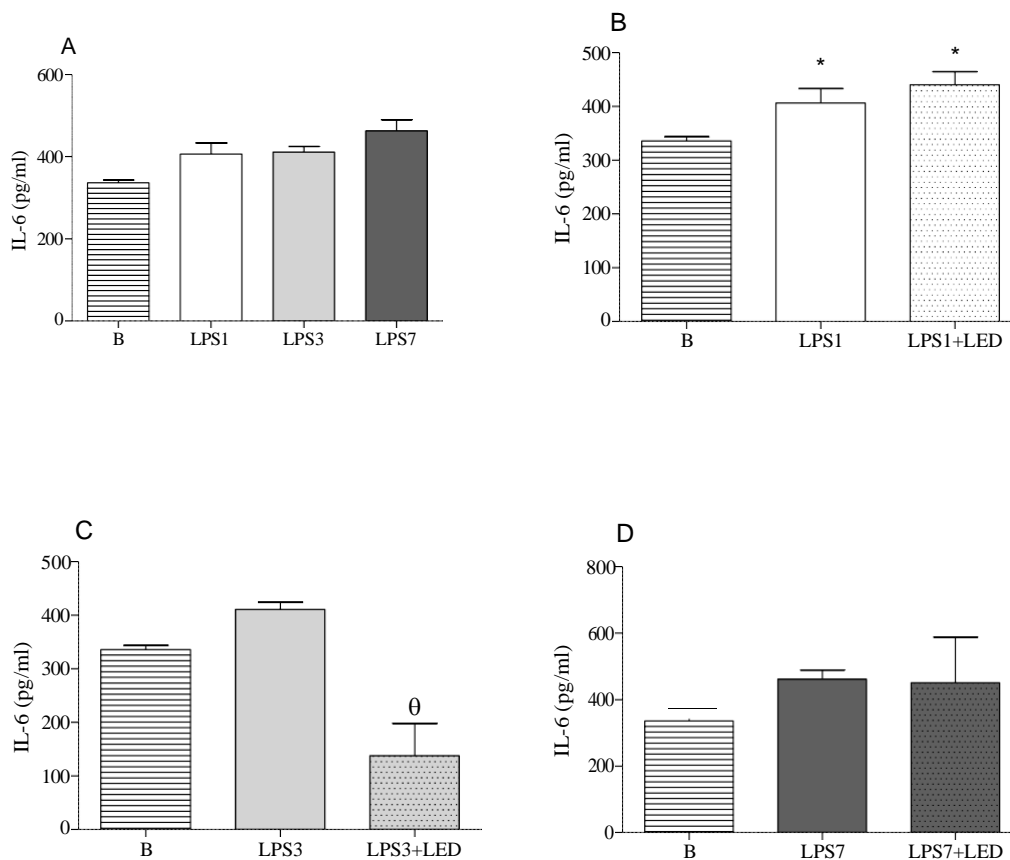 A
IL-6 (pg/ml)
600
400
200
0
B LPS1 LPS3 LPS7
B
IL-6 (pg/ml)
500
400
300
200
100
0
* *
B LPS1 LPS1+LED
C
IL-6 (pg/ml)
500
400
300
200
100
0
θ
B LPS3 LPS3+LED
D
IL-6 (pg/ml)
800
600
400
200
0
B LPS7 LPS7+LED